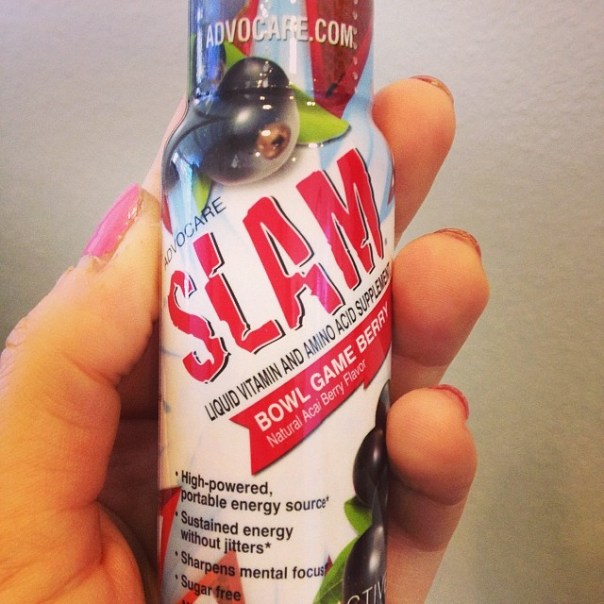 ADVOCARE.COM
ADVOCARE
SLAM
LIQUID VITAMIN AND AMINO ACID SUPPLEMENT
BOWL GAME BERRY
Natural Acai Berry Flavor
• High-powered,
portable energy source*
• Sustained energy
without jitters*
• Sharpens mental focus
• Sugar free